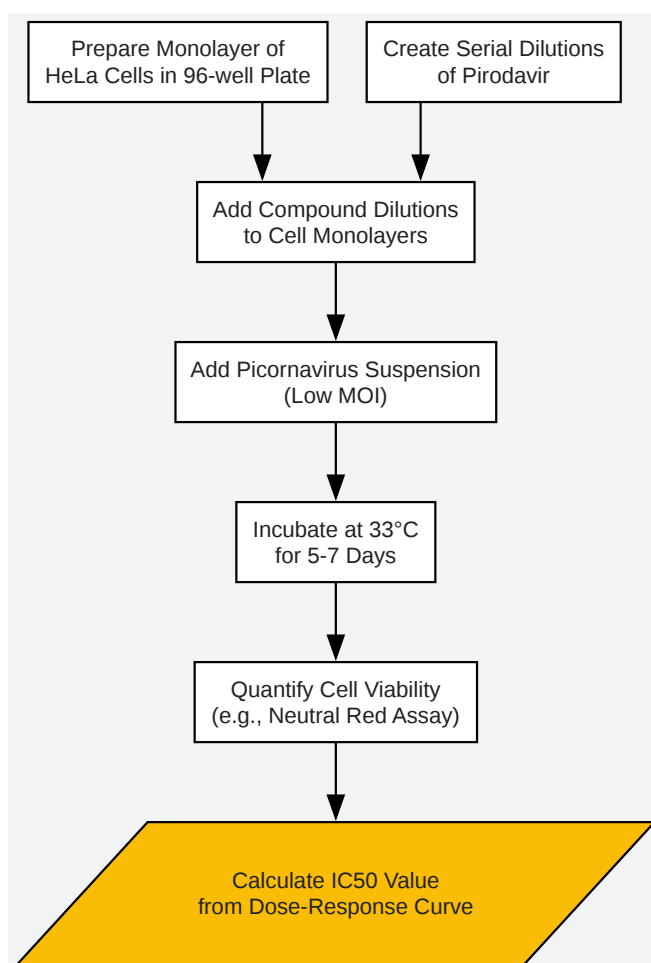 Prepare Monolayer of
HeLa Cells in 96-well Plate
Create Serial Dilutions
of Pirodavir
Add Compound Dilutions
to Cell Monolayers
Add Picornavirus Suspension
(Low MOI)
Incubate at 33°C
for 5-7 Days
Quantify Cell Viability
(e.g., Neutral Red Assay)
Calculate IC50 Value
from Dose-Response Curve